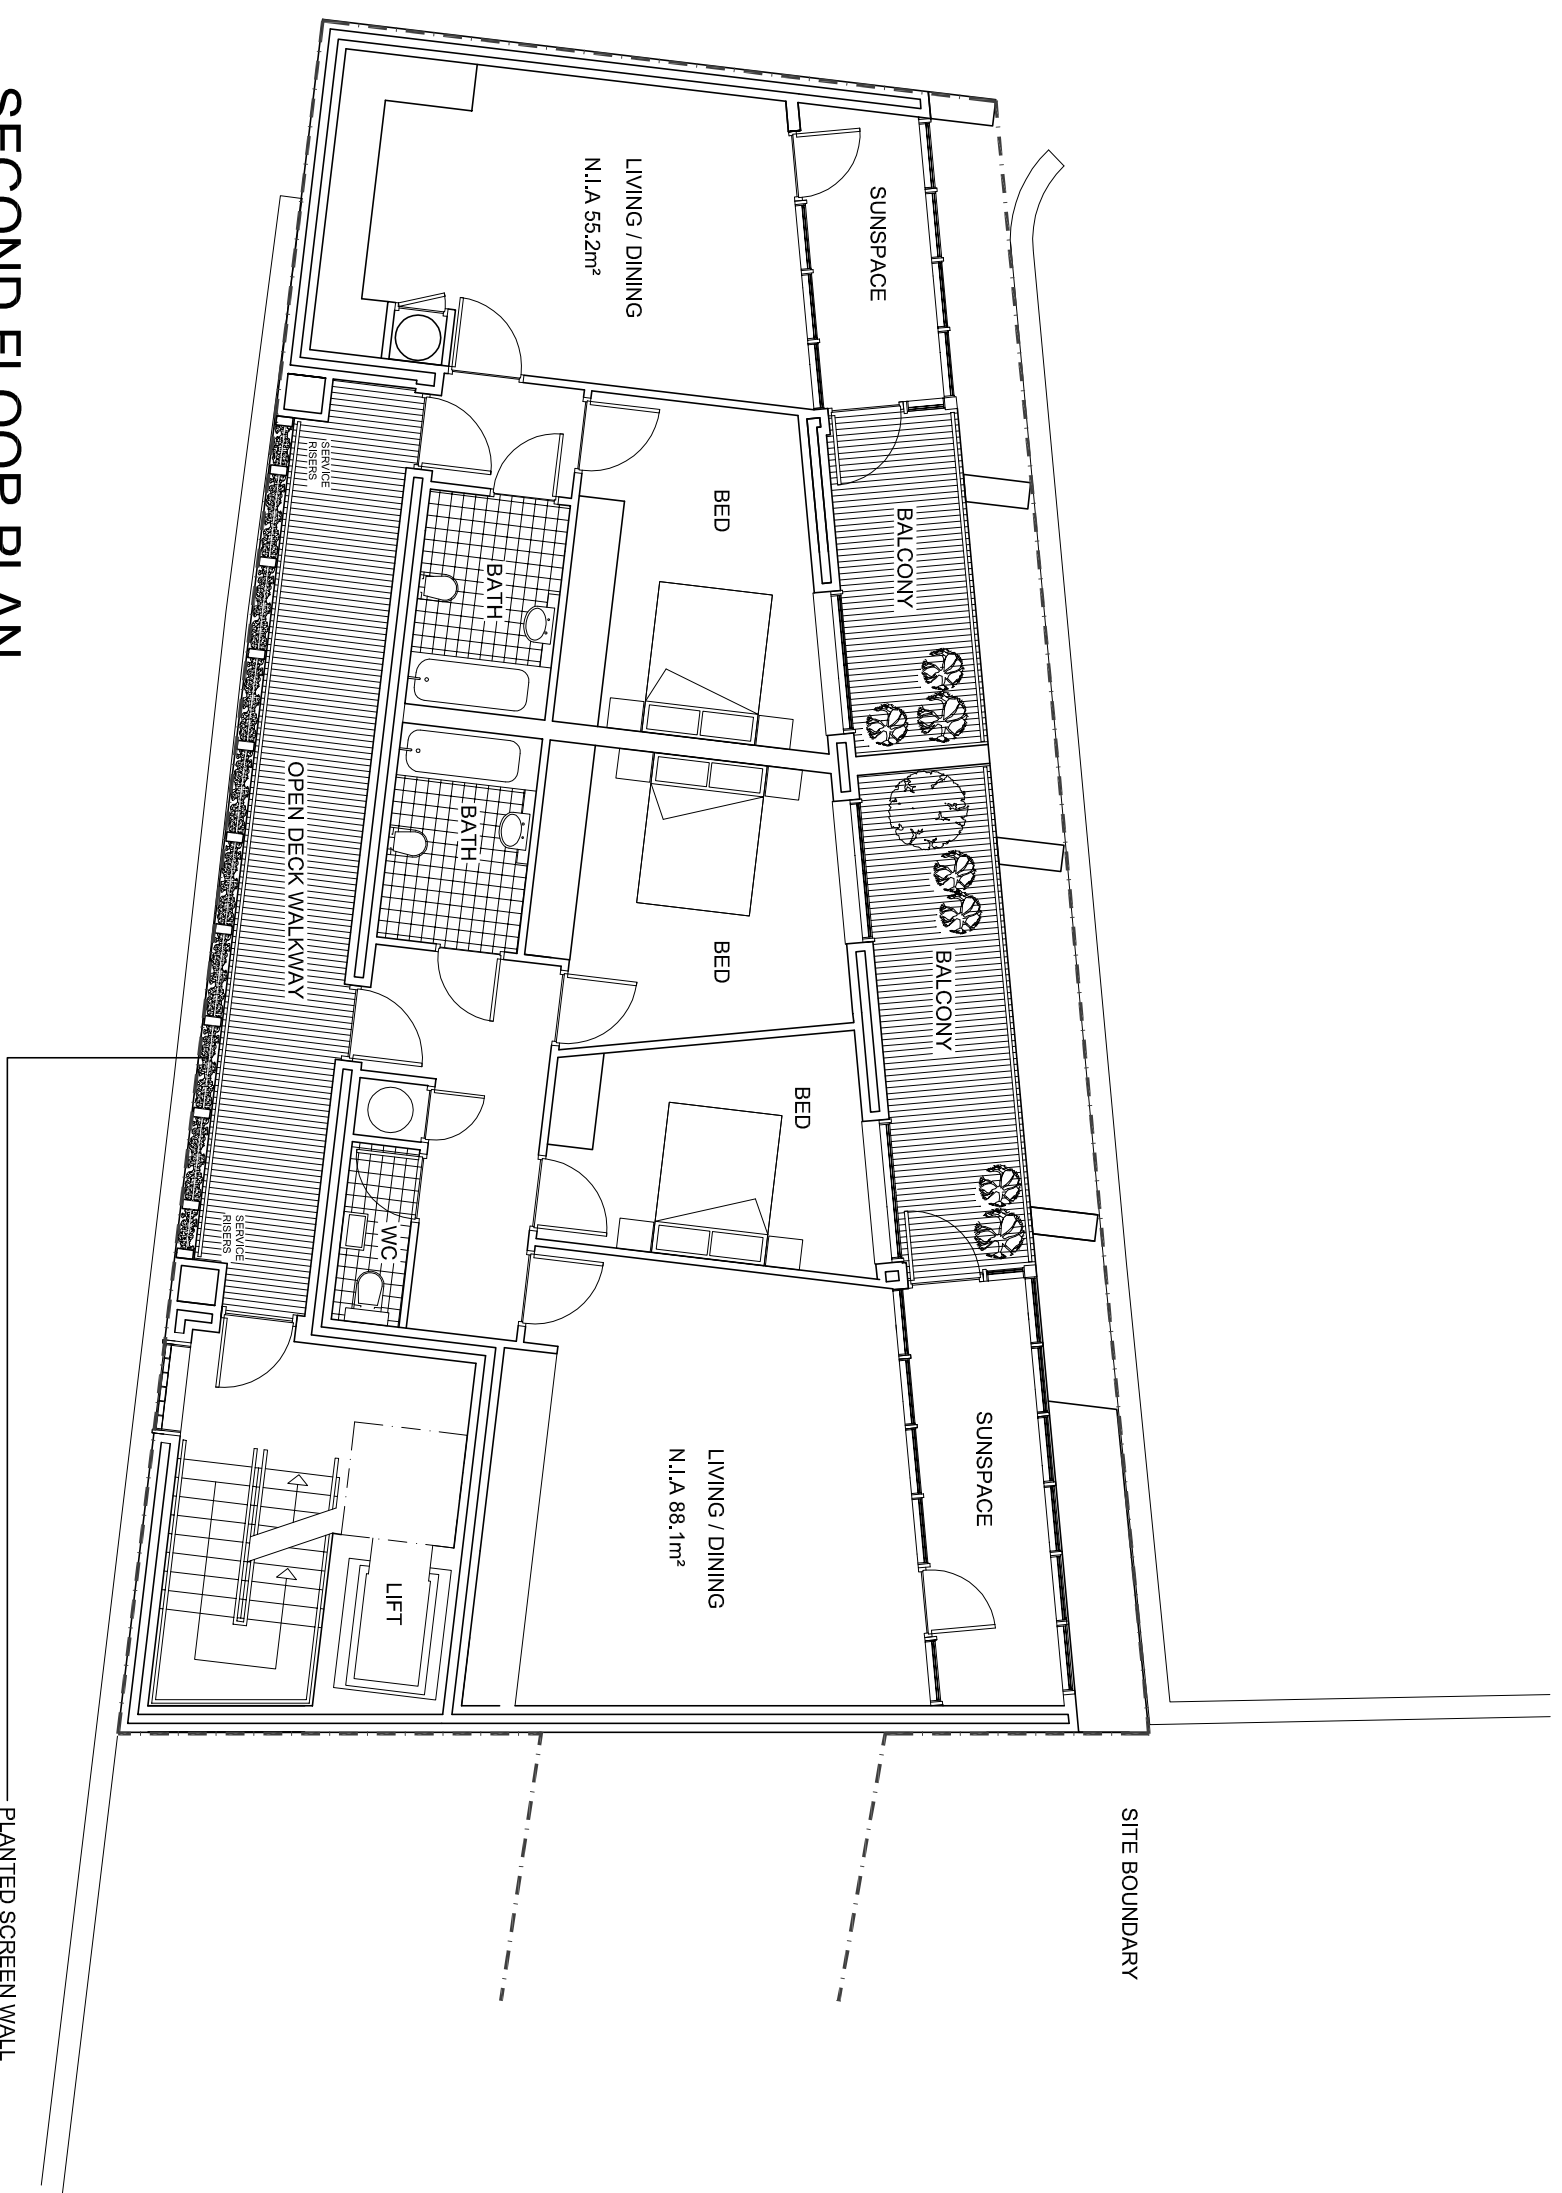 SITE BOUNDARY
SUNSPACE
BALCONY
BALCONY
SUNSPACE
LIVING / DINING
N.I.A 55.2m²
BED
BED
BED
LIVING / DINING
N.I.A 88.1m²
BATH
BATH
WC
LIFT
SERVICE
RISERS
OPEN DECK WALKWAY
SERVICE
RISERS
PLANTED SCREEN WALL
SECOND FLOOR PLAN